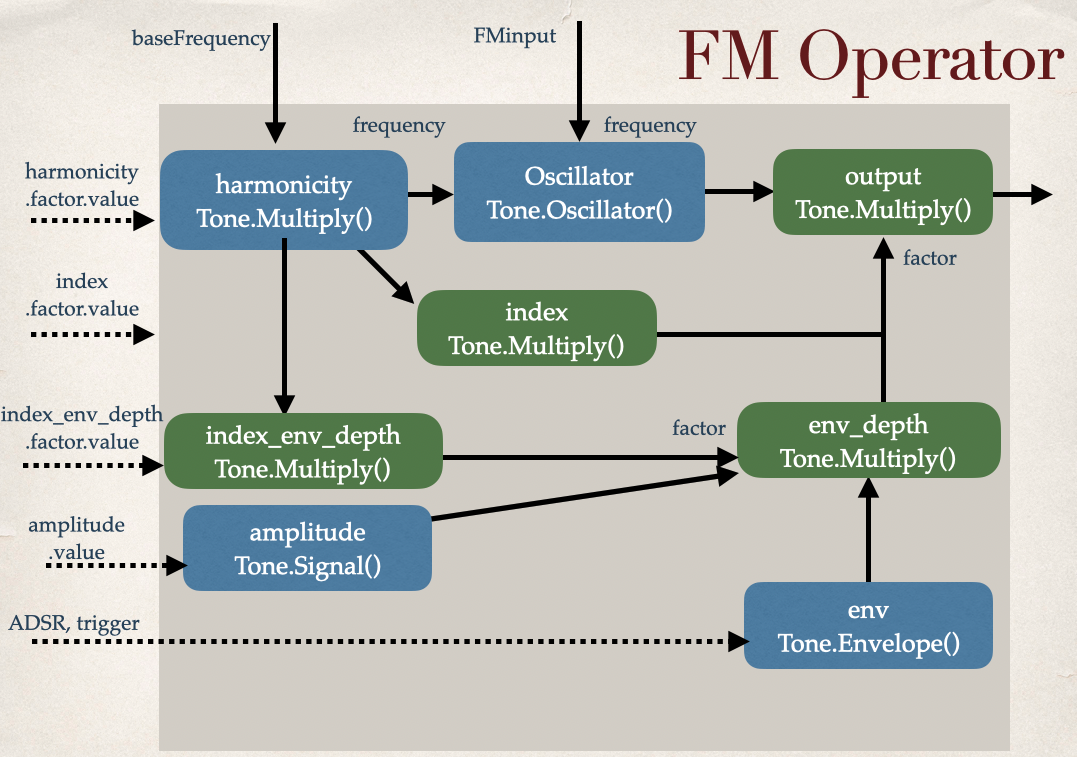 baseFrequency
FMinput
FM Operator
frequency
frequency
harmonicity
.factor.value
harmonicity
Tone.Multiply()
Oscillator
Tone.Oscillator()
output
Tone.Multiply()
factor
index
.factor.value
index
Tone.Multiply()
index_env_depth
.factor.value
index_env_depth
Tone.Multiply()
factor
env_depth
Tone.Multiply()
amplitude
.value
amplitude
Tone.Signal()
ADSR, trigger
env
Tone.Envelope()